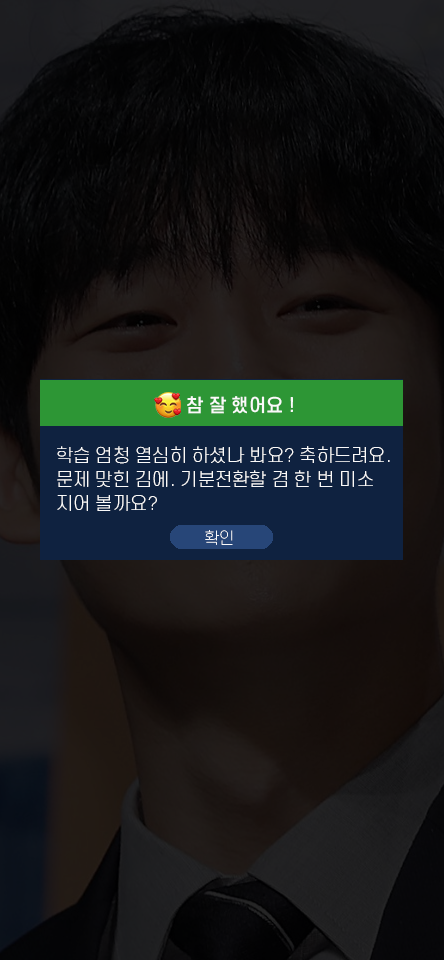 🥰 참 잘 했어요 !
학습 엄청 열심히 하셨나 봐요? 축하드려요.
문제 맞힌 김에. 기분전환할 겸 한 번 미소
지어 볼까요?
확인